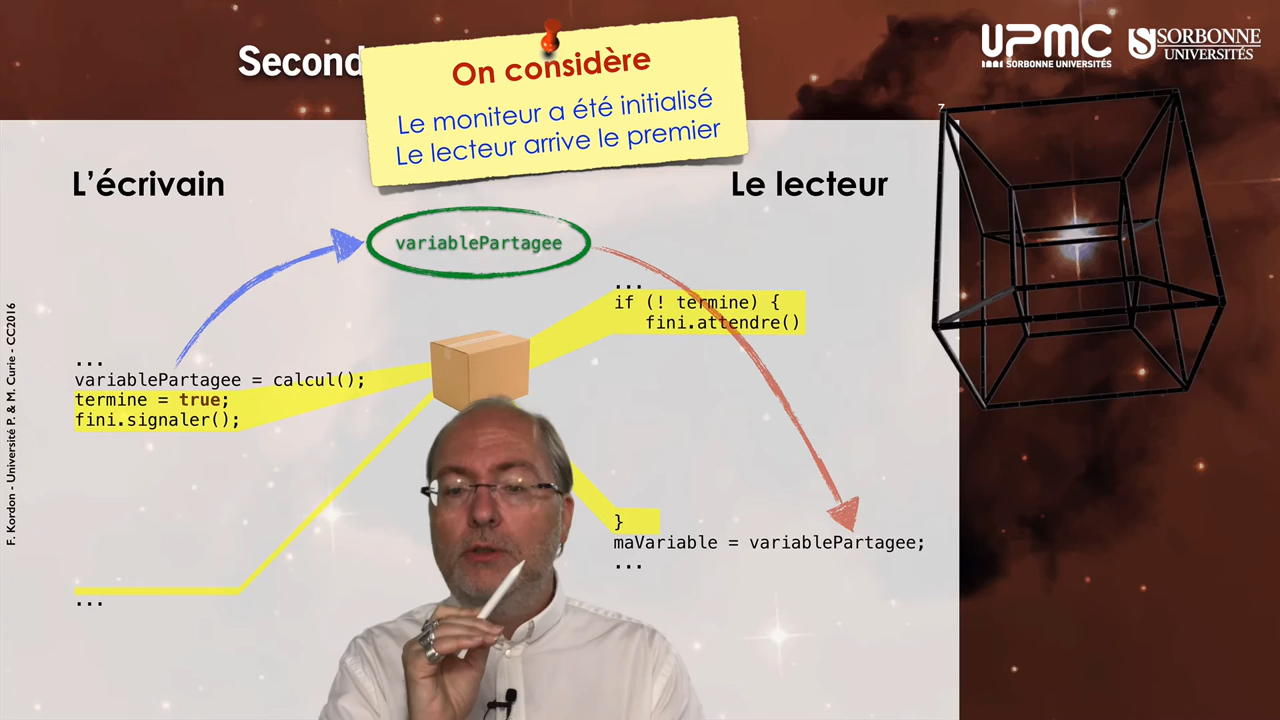 Second
On considère
Le moniteur a été initialisé
Le lecteur arrive le premier
UPMC
SORBONNE UNIVERSITÉS
SORBONNE
UNIVERSITÉS
L'écrivain
Le lecteur
variablePartagee
...
if (! termine) {
fini.attendre()
...
variablePartagee = calcul();
termine = true;
fini.signaler();
}
maVariable = variablePartagee;
...
...
F. Kordon - Université P. & M. Curie - CC2016